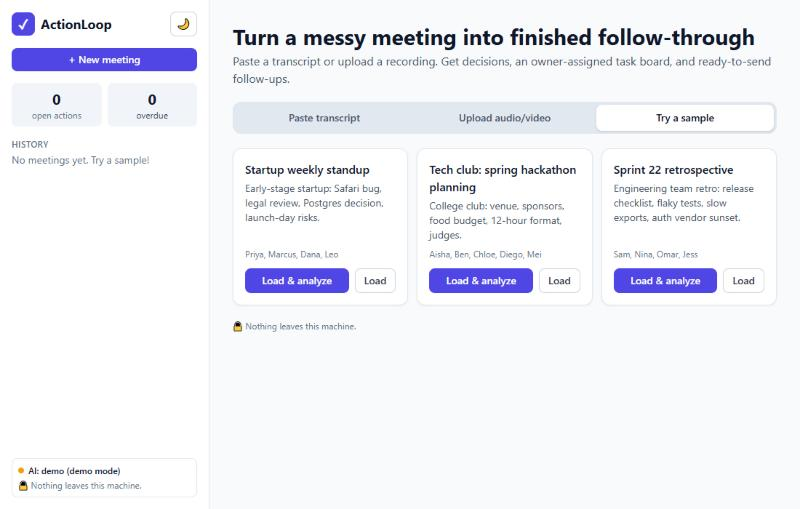 ActionLoop
+ New meeting
0
open actions
0
overdue
HISTORY
No meetings yet. Try a sample!
AI: demo (demo mode)
Nothing leaves this machine.
Turn a messy meeting into finished follow-through
Paste a transcript or upload a recording. Get decisions, an owner-assigned task board, and ready-to-send
follow-ups.
Paste transcript
Upload audio/video
Try a sample
Startup weekly standup
Early-stage startup: Safari bug,
legal review, Postgres decision,
launch-day risks.
Priya, Marcus, Dana, Leo
Load & analyze
Load
Tech club: spring hackathon
planning
College club: venue, sponsors,
food budget, 12-hour format,
judges.
Aisha, Ben, Chloe, Diego, Mei
Load & analyze
Load
Sprint 22 retrospective
Engineering team retro: release
checklist, flaky tests, slow
exports, auth vendor sunset.
Sam, Nina, Omar, Jess
Load & analyze
Load
Nothing leaves this machine.